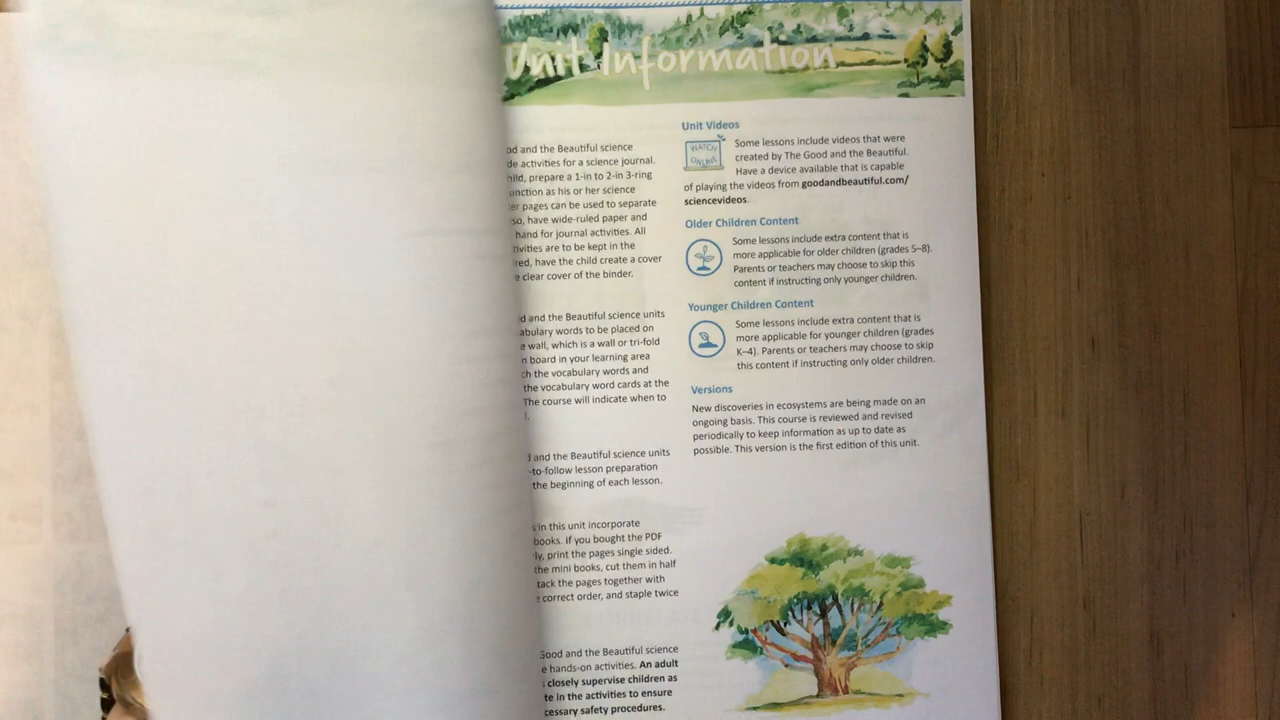 Unit Information
and the Beautiful science
activities for a science journal.
prepare a 1-in to 2-in 3-ring
as his or her science
pages can be used to separate
have wide-ruled paper and
hand for journal activities. All
are to be kept in the
have the child create a cover
clear cover of the binder.
and the Beautiful science units
words to be placed on
wall, which is a wall or tri-fold
board in your learning area
the vocabulary words and
the vocabulary word cards at the
The course will indicate when to
and the Beautiful science units
-to-follow lesson preparation
the beginning of each lesson.
in this unit incorporate
books. If you bought the PDF
print the pages single sided.
the mini books, cut them in half
the pages together with
correct order, and staple twice
Good and the Beautiful science
hands-on activities. An adult
closely supervise children as
in the activities to ensure
safety procedures.
Unit Videos
WATCH
ONLINE
Some lessons include videos that were
created by The Good and the Beautiful.
Have a device available that is capable
of playing the videos from goodandbeautiful.com/
sciencevideos.
Older Children Content
Some lessons include extra content that is
more applicable for older children (grades 5–8).
Parents or teachers may choose to skip this
content if instructing only younger children.
Younger Children Content
Some lessons include extra content that is
more applicable for younger children (grades
K–4). Parents or teachers may choose to skip
this content if instructing only older children.
Versions
New discoveries in ecosystems are being made on an
ongoing basis. This course is reviewed and revised
periodically to keep information as up to date as
possible. This version is the first edition of this unit.